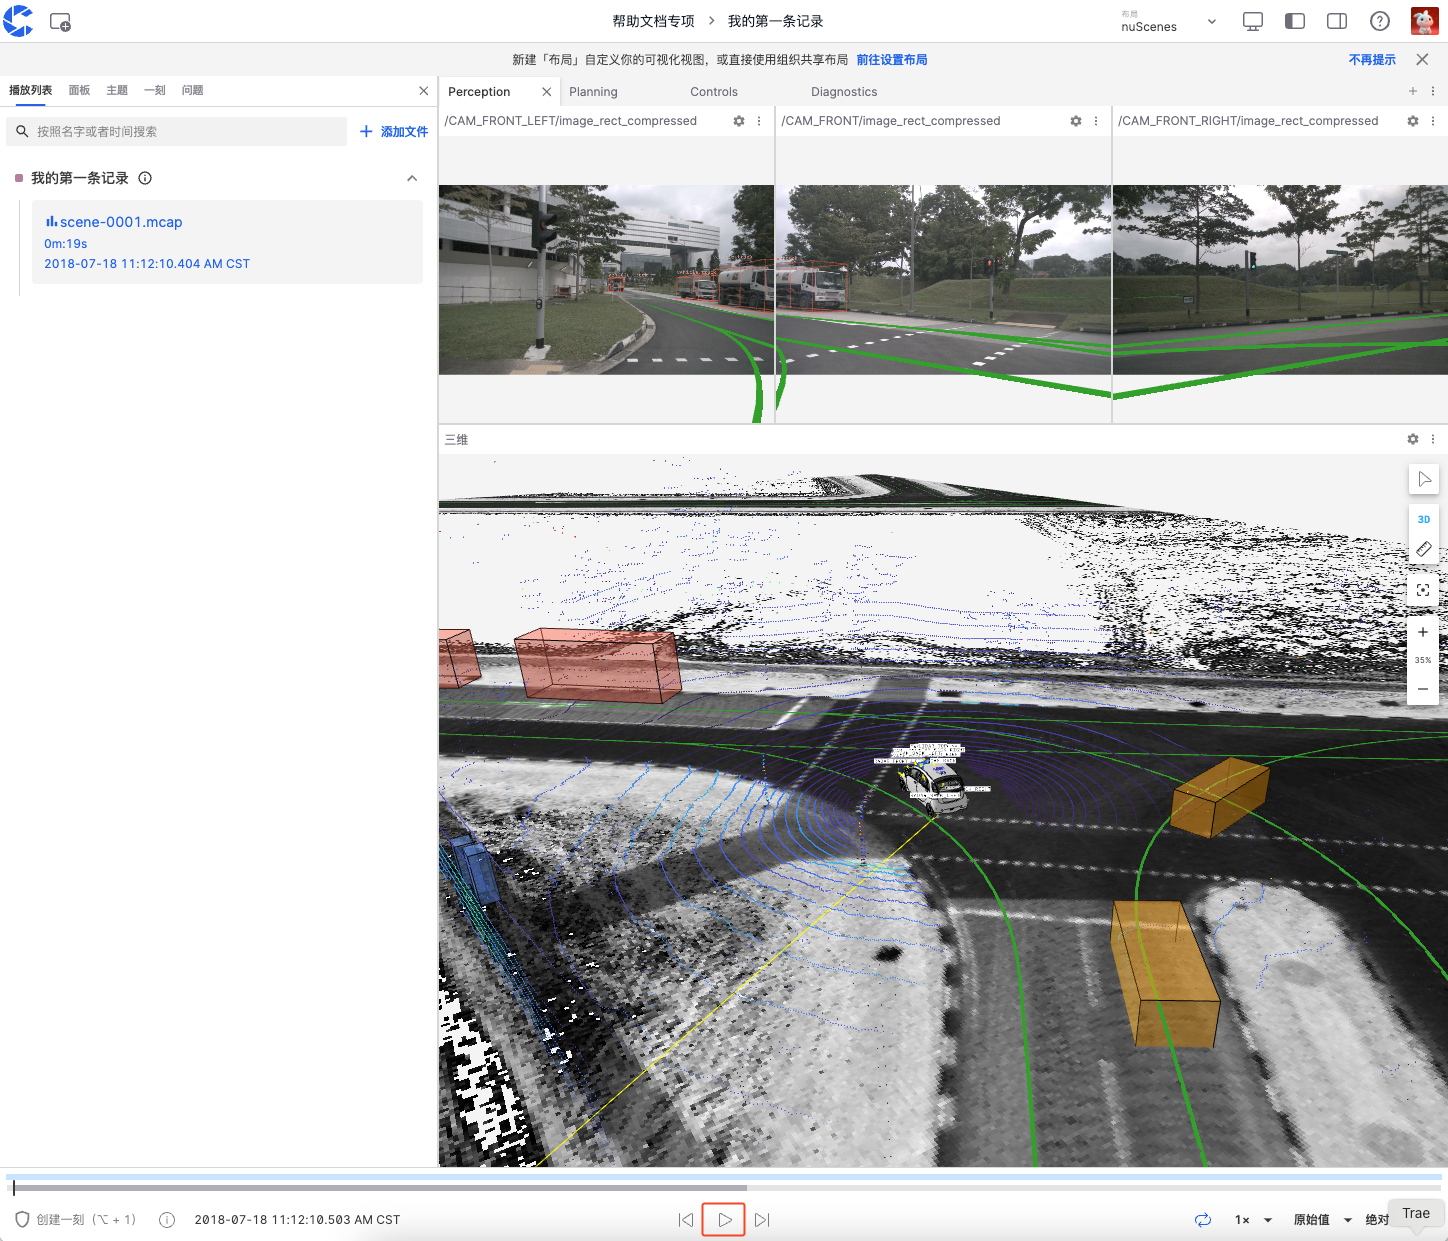 帮助文档专项 > 我的第一条记录
布局
nuScenes
新建「布局」自定义你的可视化视图，或直接使用组织共享布局 前往设置布局
不再提示
播放列表 面板 主题 一刻 问题
按照名字或者时间搜索
添加文件
我的第一条记录
scene-0001.mcap
0m:19s
2018-07-18 11:12:10.404 AM CST
Perception Planning Controls Diagnostics
/CAM_FRONT_LEFT/image_rect_compressed
/CAM_FRONT/image_rect_compressed
/CAM_FRONT_RIGHT/image_rect_compressed
三维
3D
35%
创建一刻（⌥ + 1）
2018-07-18 11:12:10.503 AM CST
1×
原始值
绝对
Trae